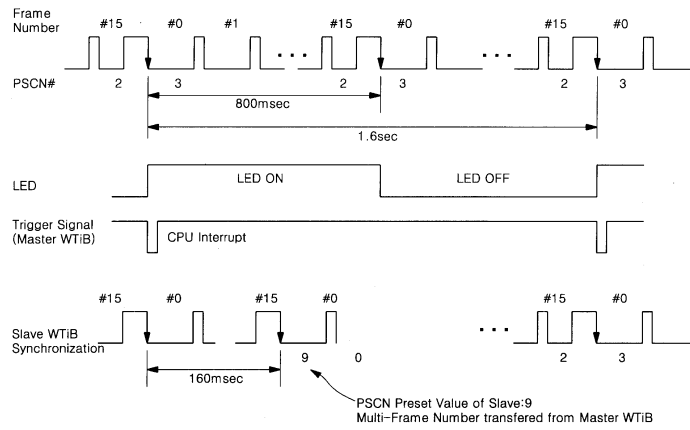 Frame
Number
#15 #0 #1 #15 #0 #15 #0
PSCN# 2 3 2 3 2 3
800msec
1.6sec
LED LED ON LED OFF
Trigger Signal
(Master WTiB) CPU Interrupt
#15 #0 #15 #0 #15 #0
Slave WTiB
Synchronization
9 0 2 3
160msec
PSCN Preset Value of Slave:9
Multi-Frame Number transfered from Master WTiB